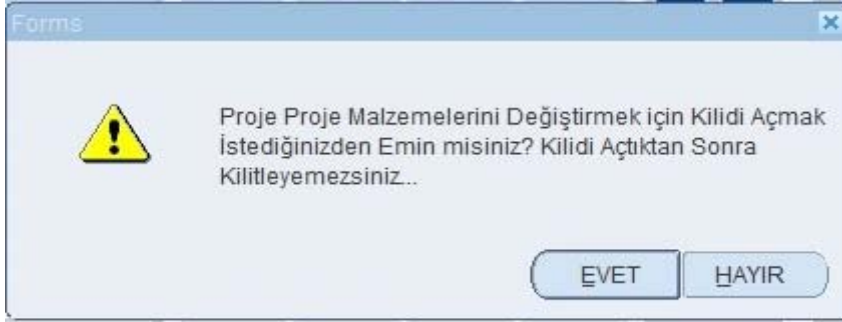 Forms
Proje Proje Malzemelerini Değiştirmek için Kilidi Açmak
İstediğinizden Emin misiniz? Kilidi Açtıktan Sonra
Kilitleyemezsiniz...
EVET
HAYIR